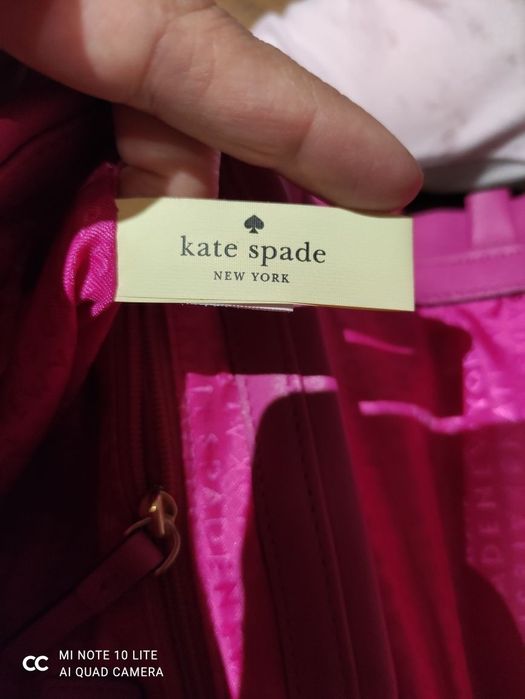 kate spade
NEW YORK
MI NOTE 10 LITE
AI QUAD CAMERA